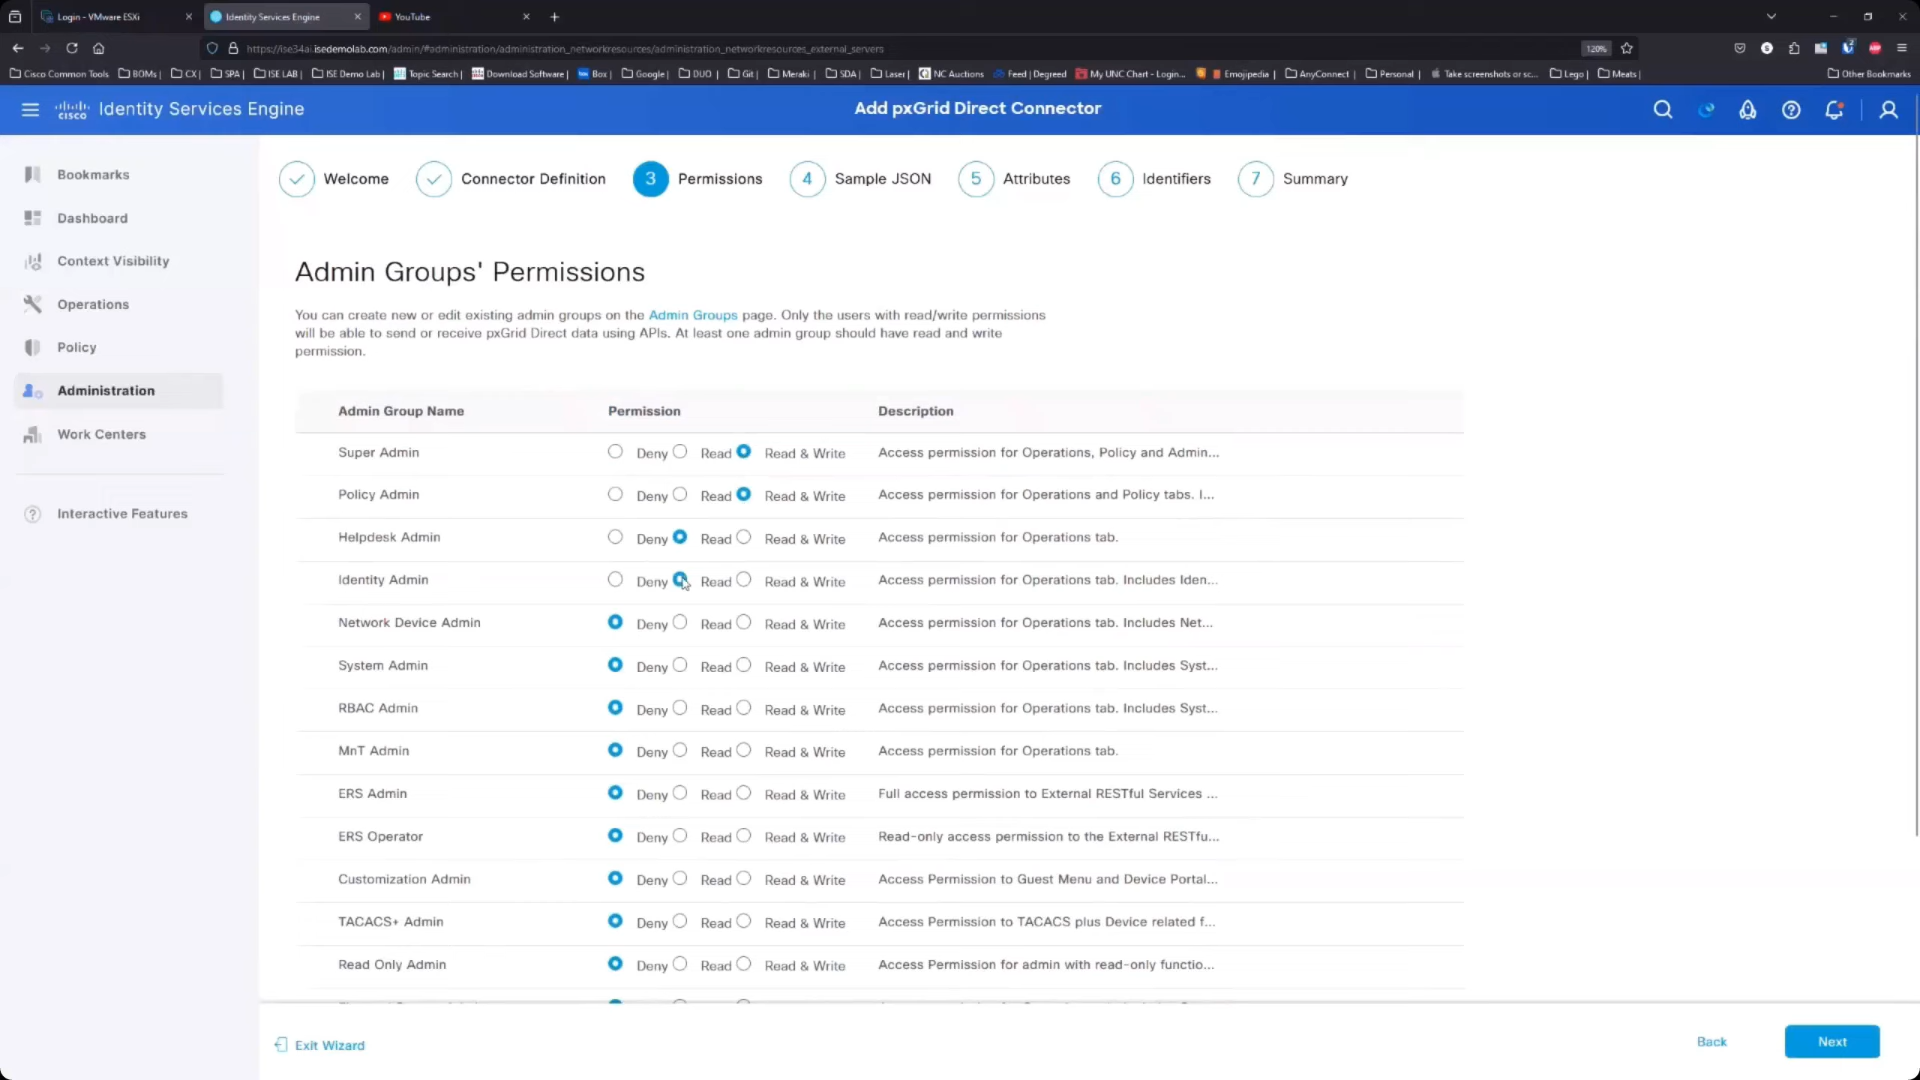 Login - VMware ESXi
Identity Services Engine
YouTube
https://ise34ai.isedemolab.com/admin/#administration/administration_networkresources/administration_networkresources_external_servers
120%
Cisco Common Tools
BOMs |
CX |
SPA |
ISE LAB |
ISE Demo Lab |
Topic Search |
Download Software |
Box |
Google |
DUO |
Git |
Meraki |
SDA |
Laser |
NC Auctions
Feed | Degreed
My UNC Chart - Login...
Emojipedia |
AnyConnect |
Personal |
Take screenshots or sc...
Lego |
Meats |
Other Bookmarks
cisco
Identity Services Engine
Add pxGrid Direct Connector
Bookmarks
Dashboard
Context Visibility
Operations
Policy
Administration
Work Centers
Interactive Features
Welcome
Connector Definition
3 Permissions
4 Sample JSON
5 Attributes
6 Identifiers
7 Summary
Admin Groups' Permissions
You can create new or edit existing admin groups on the Admin Groups page. Only the users with read/write permissions
will be able to send or receive pxGrid Direct data using APIs. At least one admin group should have read and write
permission.
Admin Group Name Permission Description
Super Admin Deny Read Read & Write Access permission for Operations, Policy and Admin...
Policy Admin Deny Read Read & Write Access permission for Operations and Policy tabs. I...
Helpdesk Admin Deny Read Read & Write Access permission for Operations tab.
Identity Admin Deny Read Read & Write Access permission for Operations tab. Includes Iden...
Network Device Admin Deny Read Read & Write Access permission for Operations tab. Includes Net...
System Admin Deny Read Read & Write Access permission for Operations tab. Includes Syst...
RBAC Admin Deny Read Read & Write Access permission for Operations tab. Includes Syst...
MnT Admin Deny Read Read & Write Access permission for Operations tab.
ERS Admin Deny Read Read & Write Full access permission to External RESTful Services ...
ERS Operator Deny Read Read & Write Read-only access permission to the External RESTfu...
Customization Admin Deny Read Read & Write Access Permission to Guest Menu and Device Portal...
TACACS+ Admin Deny Read Read & Write Access Permission to TACACS plus Device related f...
Read Only Admin Deny Read Read & Write Access Permission for admin with read-only functio...
Exit Wizard
Back
Next